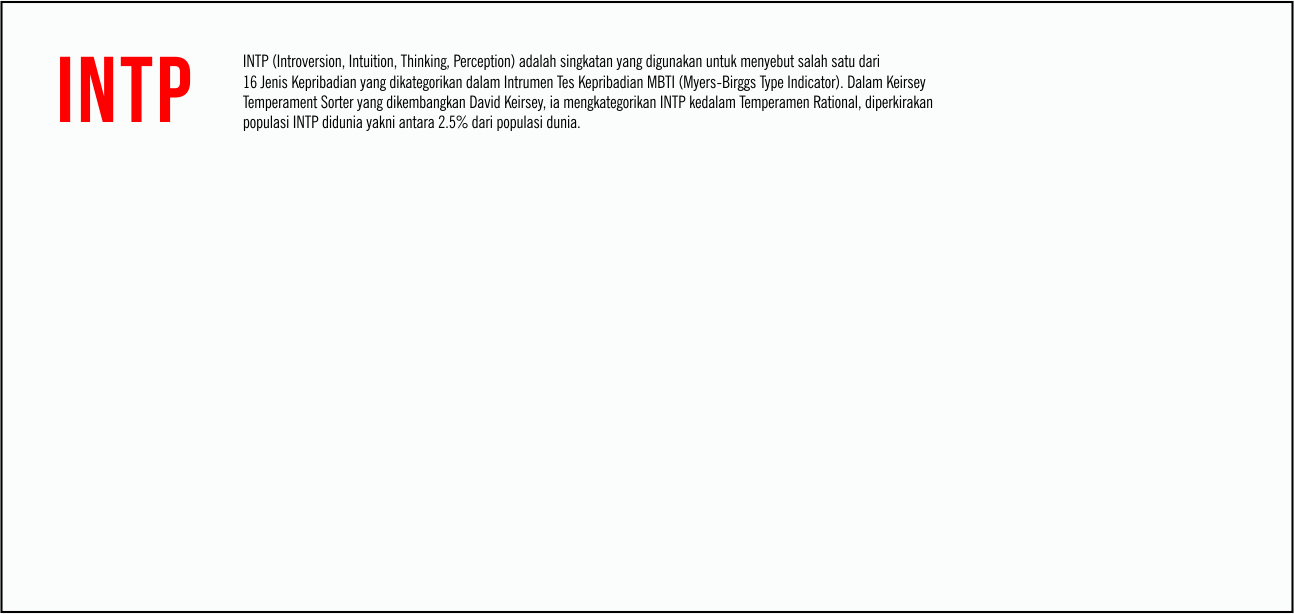 INTP
INTP (Introversion, Intuition, Thinking, Perception) adalah singkatan yang digunakan untuk menyebut salah satu dari
16 Jenis Kepribadian yang dikategorikan dalam Intrumen Tes Kepribadian MBTI (Myers-Birggs Type Indicator). Dalam Keirsey
Temperament Sorter yang dikembangkan David Keirsey, ia mengkategorikan INTP kedalam Temperamen Rational, diperkirakan
populasi INTP didunia yakni antara 2.5% dari populasi dunia.